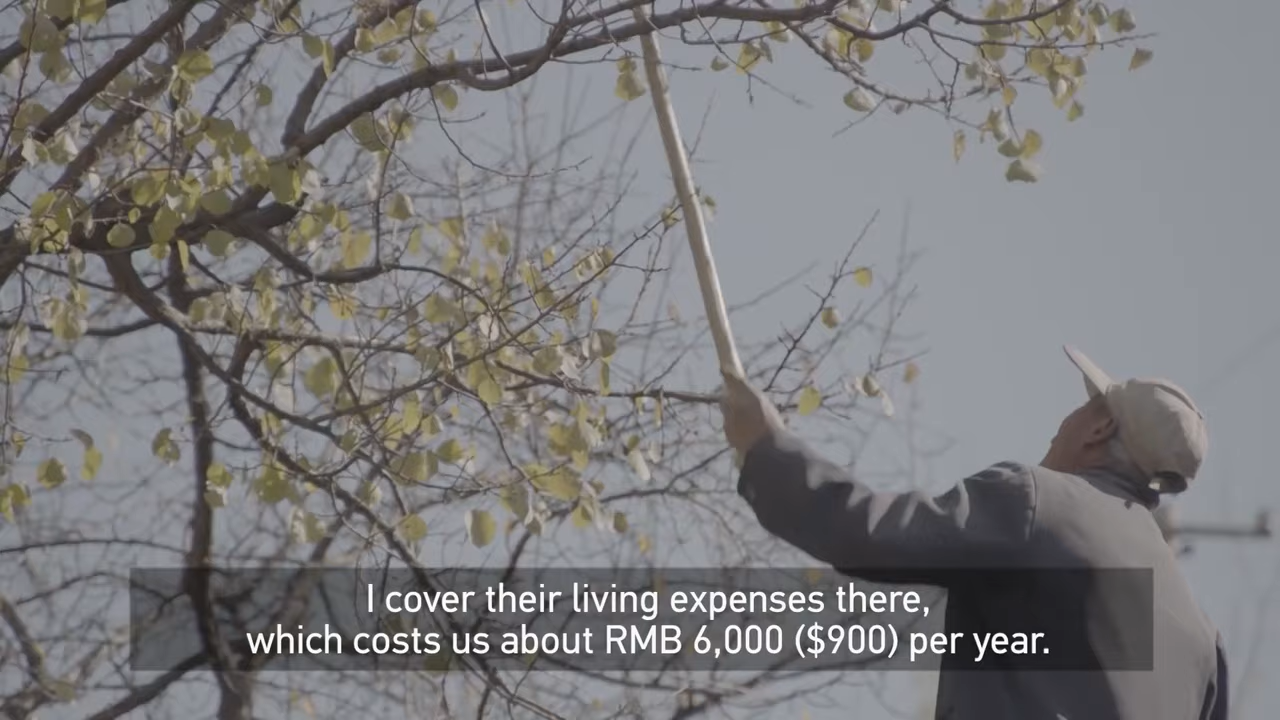 I cover their living expenses there,
which costs us about RMB 6,000 ($900) per year.